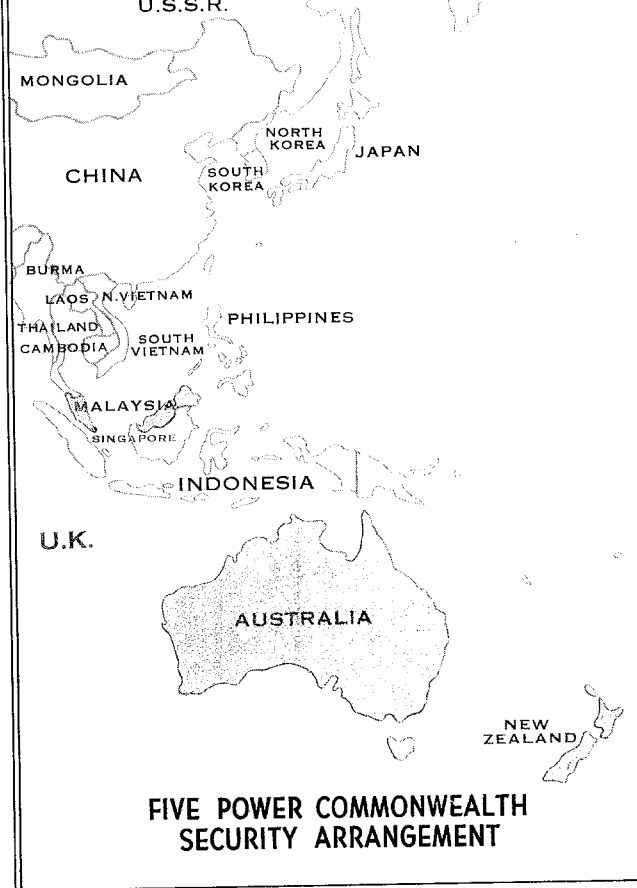 U.S.S.R.
MONGOLIA
NORTH
KOREA
JAPAN
CHINA
SOUTH
KOREA
BURMA
LAOS
N.VIETNAM
THAILAND
PHILIPPINES
CAMBODIA
SOUTH
VIETNAM
MALAYSIA
SINGAPORE
INDONESIA
U.K.
AUSTRALIA
NEW
ZEALAND
FIVE POWER COMMONWEALTH
SECURITY ARRANGEMENT